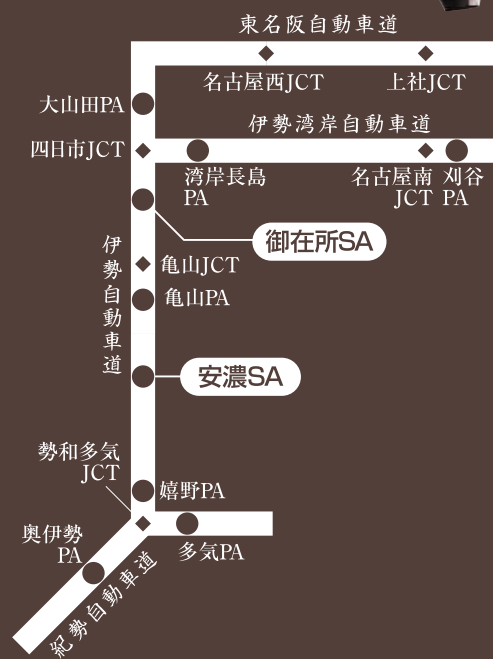 東名阪自動車道
名古屋西JCT
上社JCT
大山田PA
伊勢湾岸自動車道
四日市JCT
湾岸長島
PA
名古屋南
JCT
刈谷
PA
御在所SA
伊勢自動車道
亀山JCT
亀山PA
安濃SA
勢和多気
JCT
嬉野PA
奥伊勢
PA
多気PA
紀勢自動車道